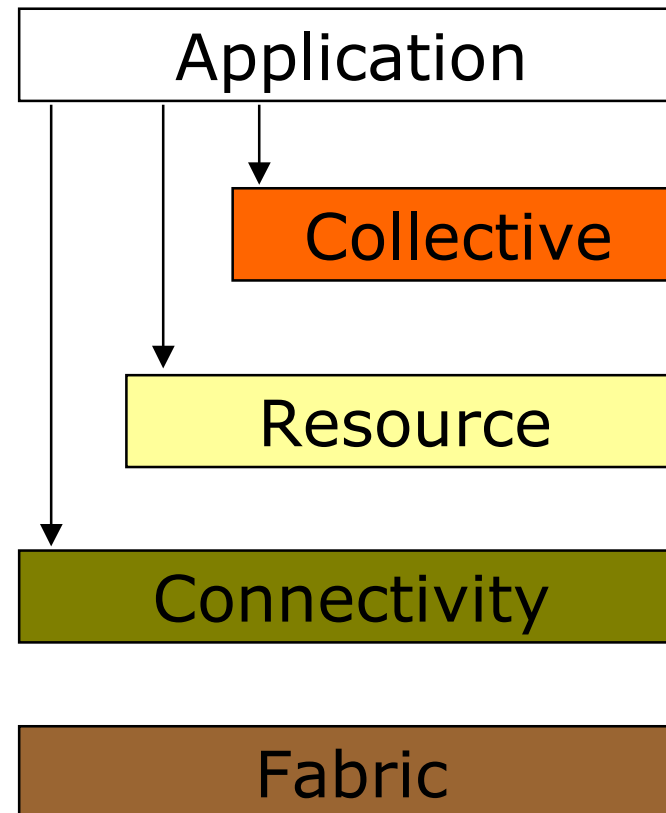 Application
Collective
Resource
Connectivity
Fabric